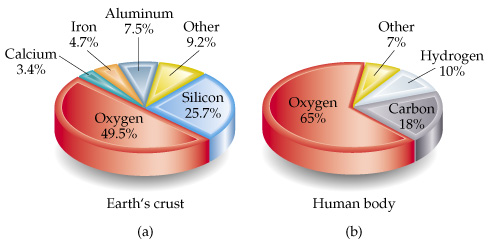 Aluminum
7.5%
Iron
4.7%
Other
9.2%
Calcium
3.4%
Silicon
25.7%
Oxygen
49.5%
Earth's crust
(a)
Other
7%
Hydrogen
10%
Oxygen
65%
Carbon
18%
Human body
(b)